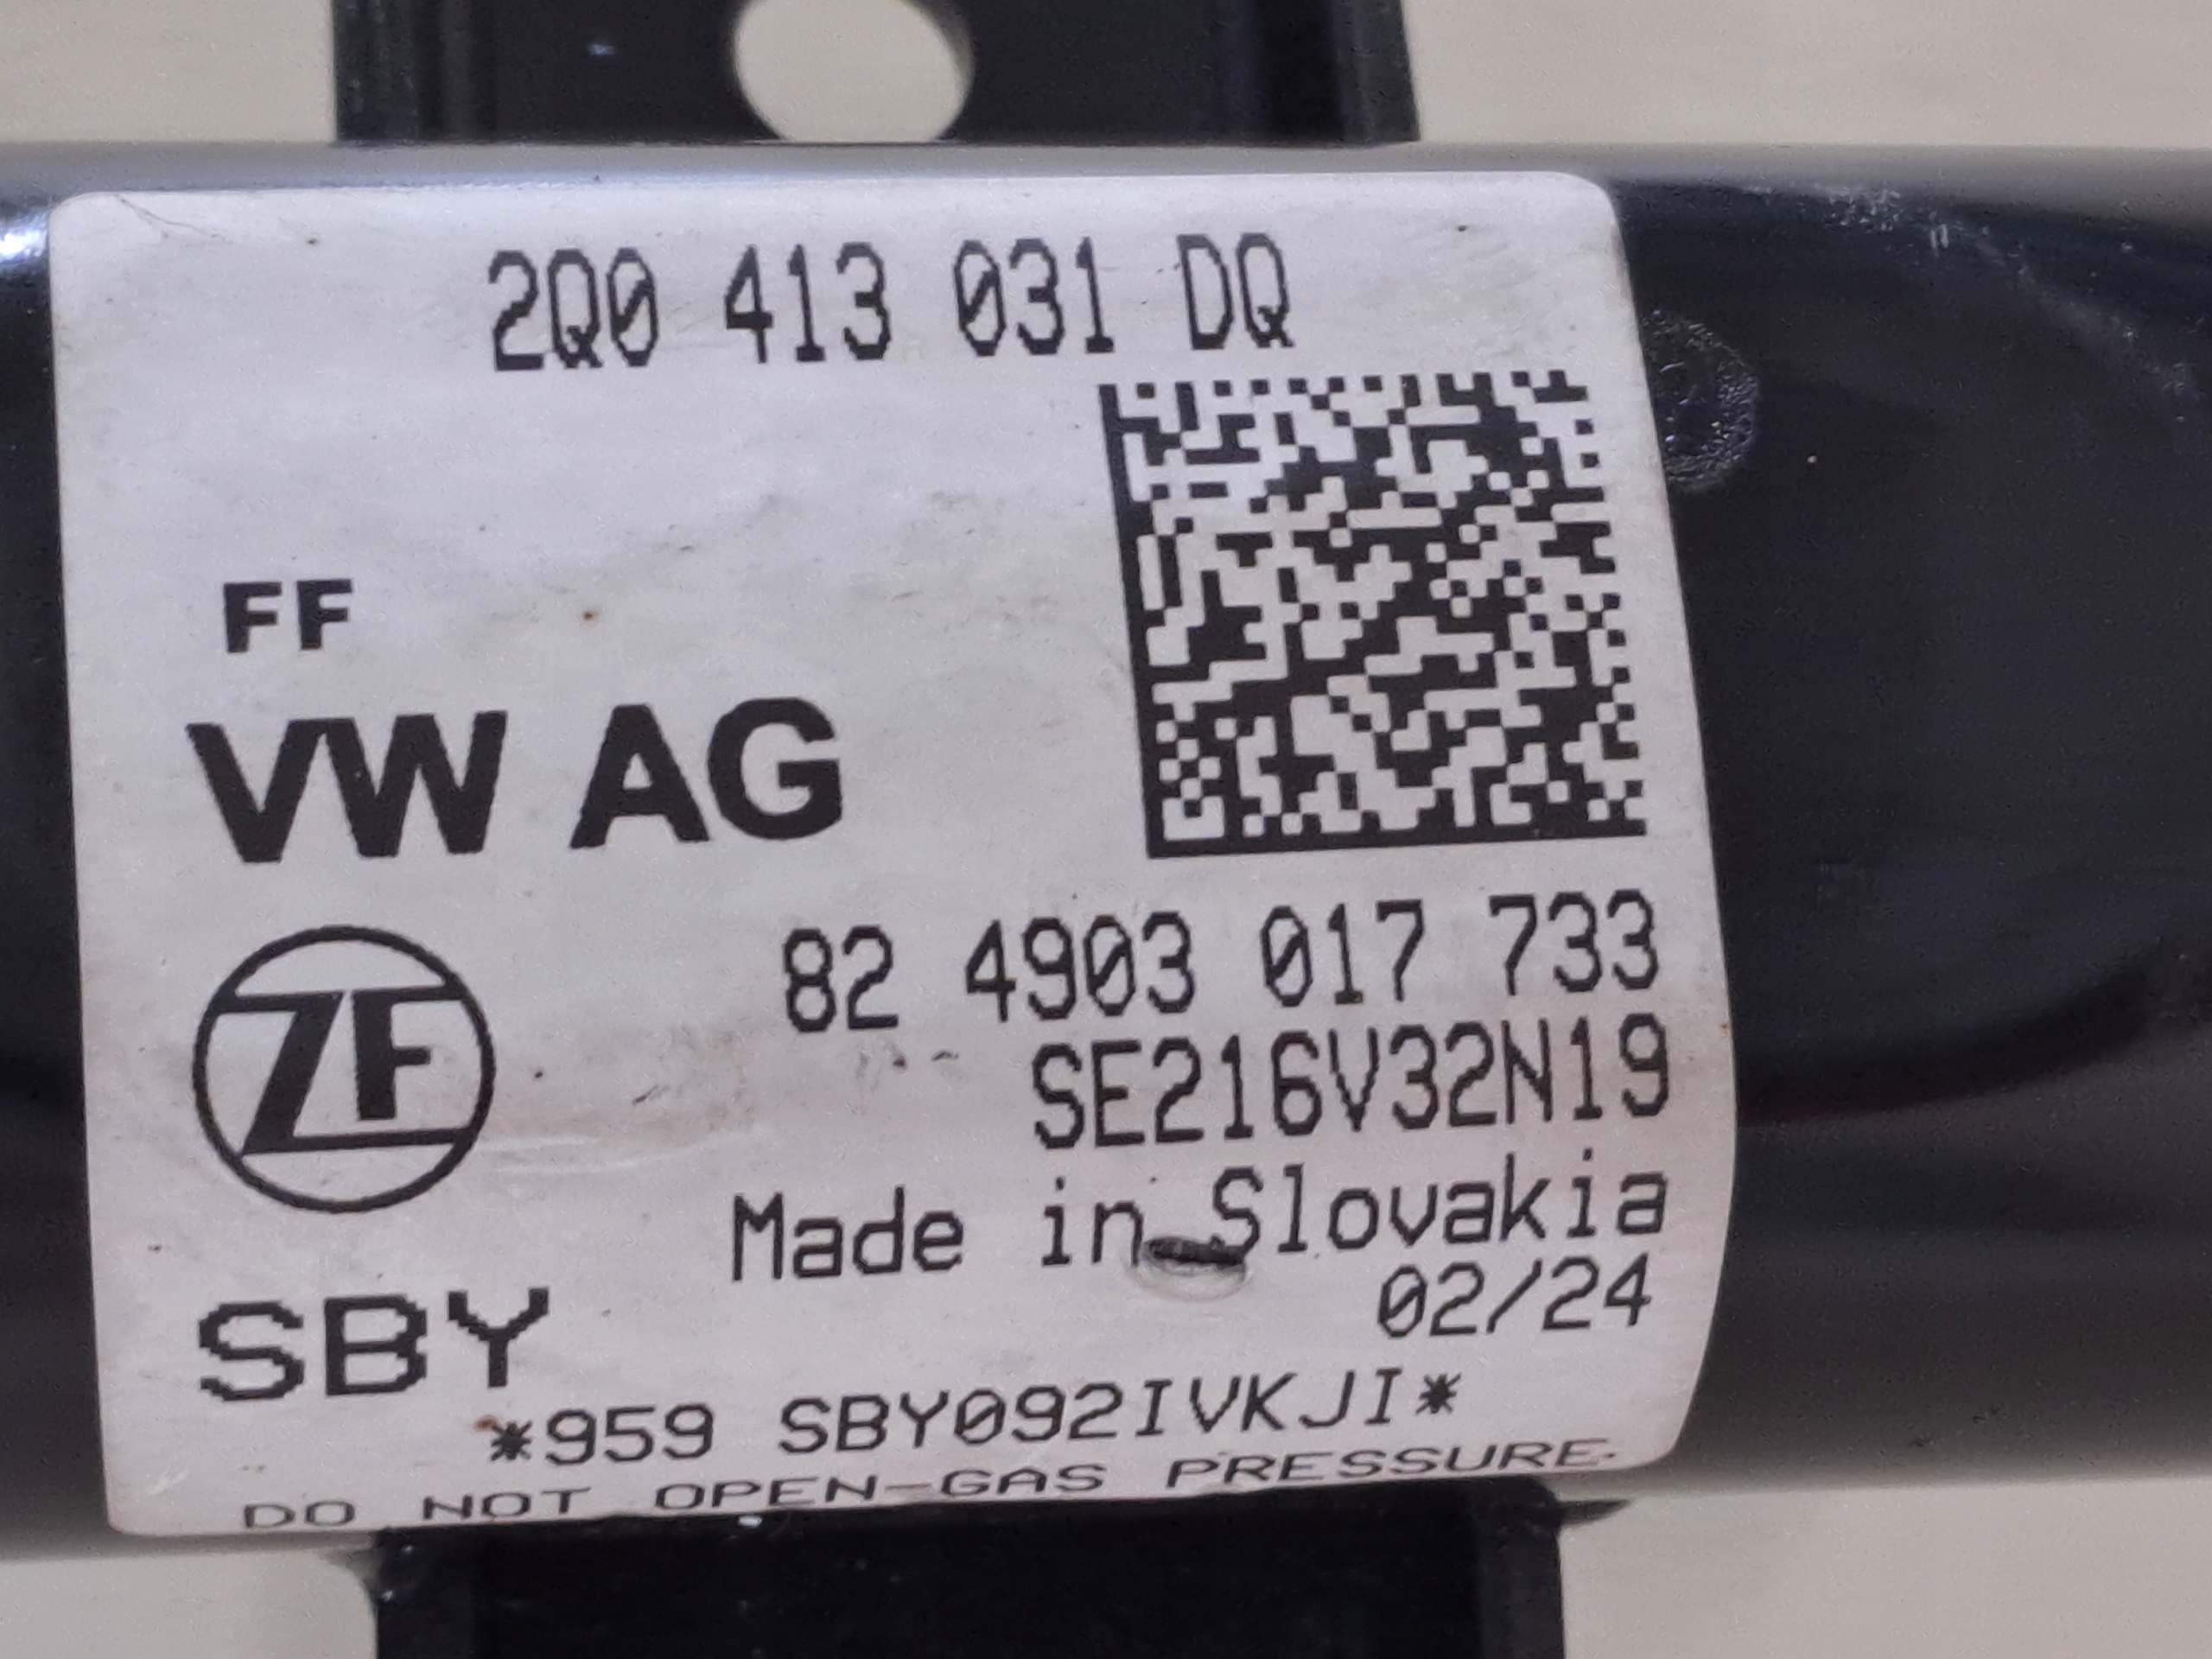 2Q0 413 031 DQ
FF
VW AG
ZF
82 4903 017 733
SE216V32N19
Made in Slovakia
02/24
SBY
*959 SBY092IVKJI*
DO NOT OPEN-GAS PRESSURE.